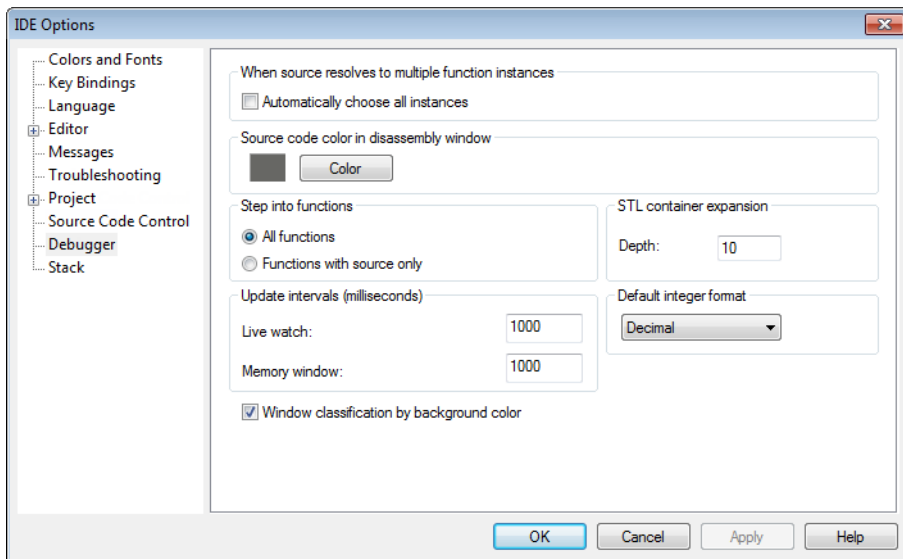 IDE Options
Colors and Fonts
Key Bindings
Language
Editor
Messages
Troubleshooting
Project
Source Code Control
Debugger
Stack
When source resolves to multiple function instances
Automatically choose all instances
Source code color in disassembly window
Color
Step into functions
All functions
Functions with source only
STL container expansion
Depth: 10
Update intervals (milliseconds)
Live watch: 1000
Memory window: 1000
Default integer format
Decimal
Window classification by background color
OK Cancel Apply Help